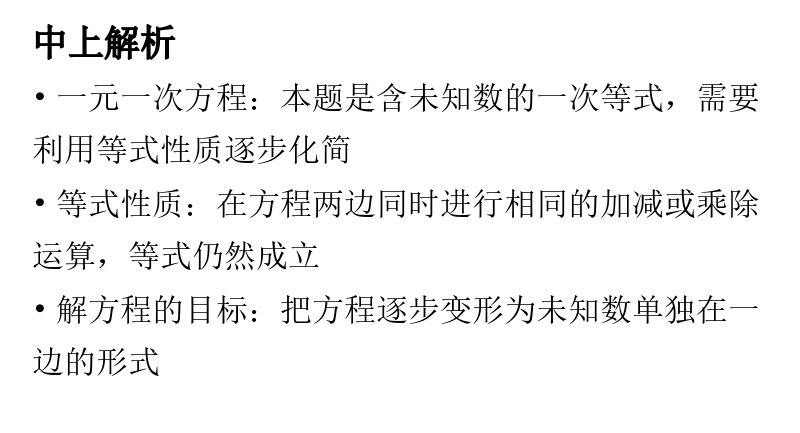 中上解析
• 一元一次方程：本题是含未知数的一次等式，需要
利用等式性质逐步化简
• 等式性质：在方程两边同时进行相同的加减或乘除
运算，等式仍然成立
• 解方程的目标：把方程逐步变形为未知数单独在一
边的形式